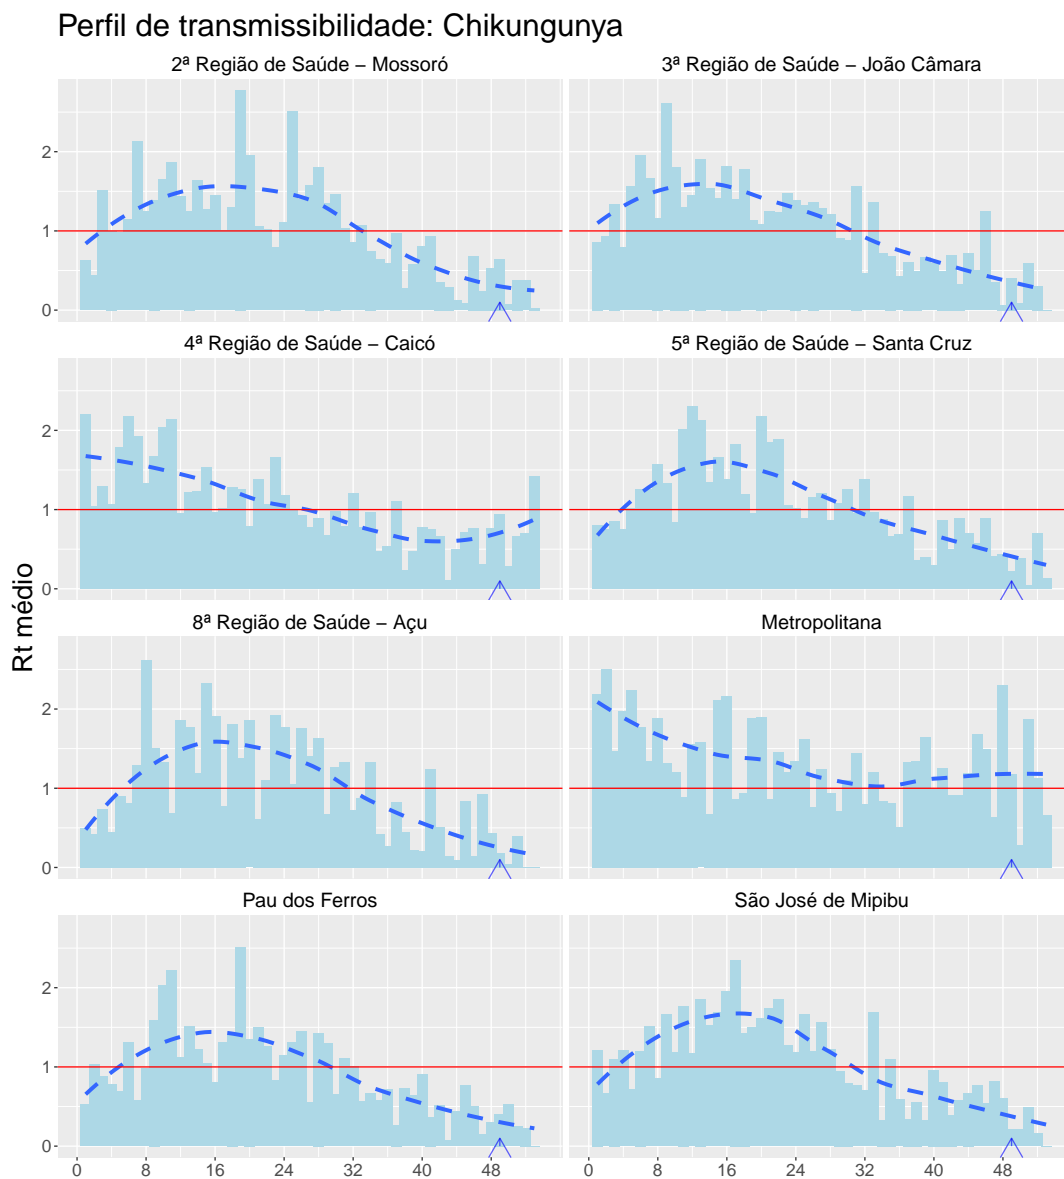 Perfil de transmissibilidade: Chikungunya
2ª Região de Saúde – Mossoró
3ª Região de Saúde – João Câmara
2
1
0
4ª Região de Saúde – Caicó
5ª Região de Saúde – Santa Cruz
2
1
0
Rt médio
8ª Região de Saúde – Açu
Metropolitana
2
1
0
Pau dos Ferros
São José de Mipibu
2
1
0
0 8 16 24 32 40 48
0 8 16 24 32 40 48